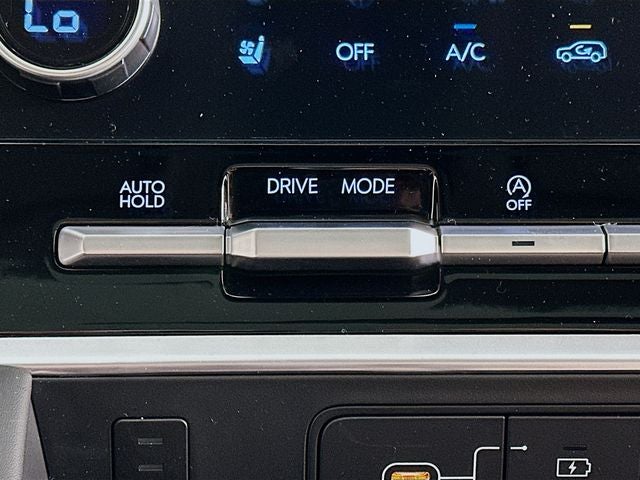 Lo
OFF
A/C
AUTO
HOLD
DRIVE MODE
A
OFF